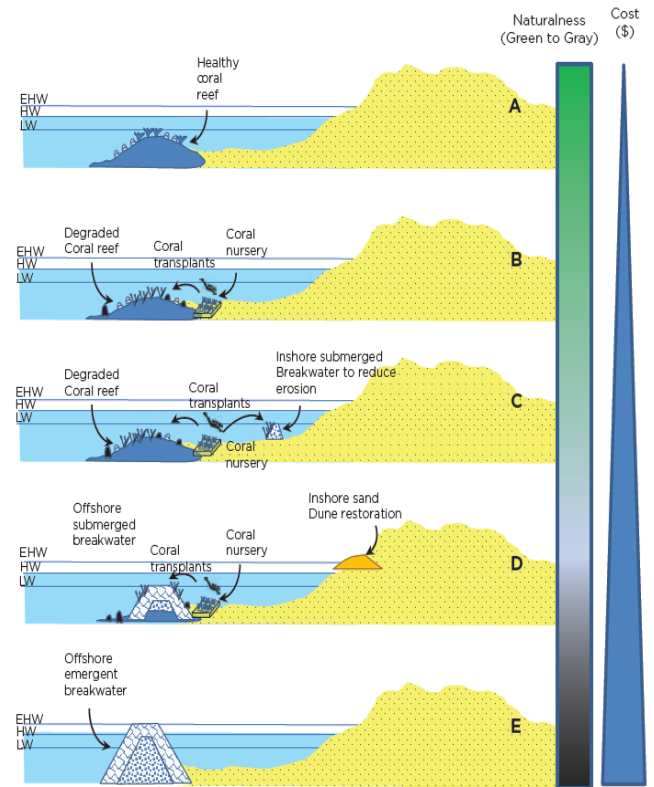 Naturalness
(Green to Gray)
Cost
($)
Healthy
coral
reef
EHW
HW
LW
A
Degraded
Coral reef
Coral
transplants
Coral
nursery
EHW
HW
LW
B
Degraded
Coral reef
Coral
transplants
Inshore submerged
Breakwater to reduce
erosion
EHW
HW
LW
Coral
nursery
C
Offshore
submerged
breakwater
Coral
transplants
Coral
nursery
Inshore sand
Dune restoration
EHW
HW
LW
D
Offshore
emergent
breakwater
EHW
HW
LW
E